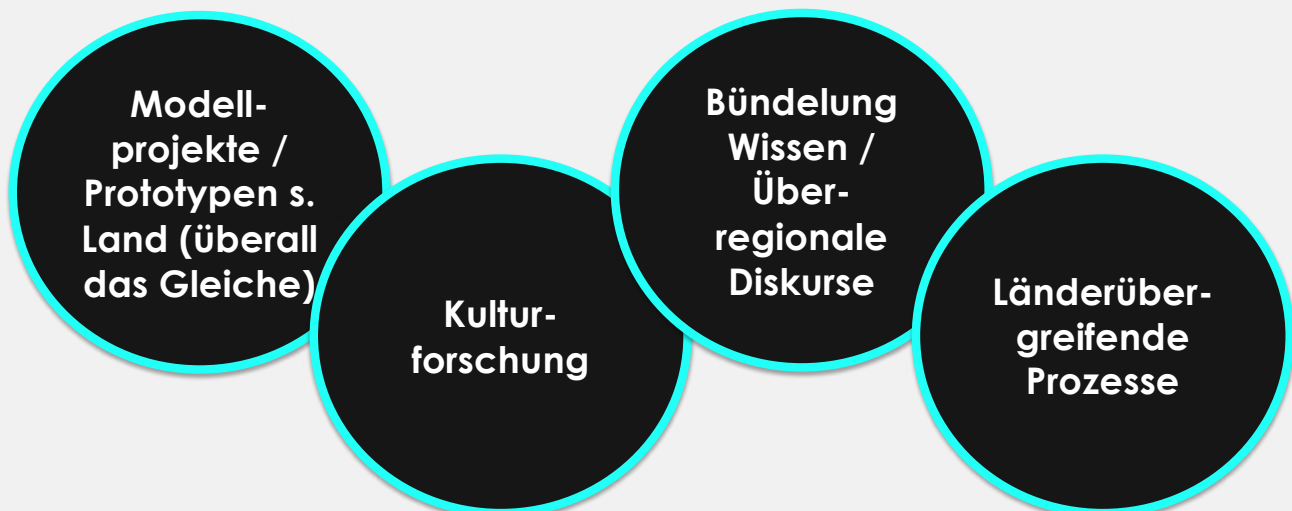 Modell-
projekte /
Prototypen s.
Land (überall
das Gleiche)
Kultur-
forschung
Bündelung
Wissen /
Über-
regionale
Diskurse
Länderüber-
greifende
Prozesse